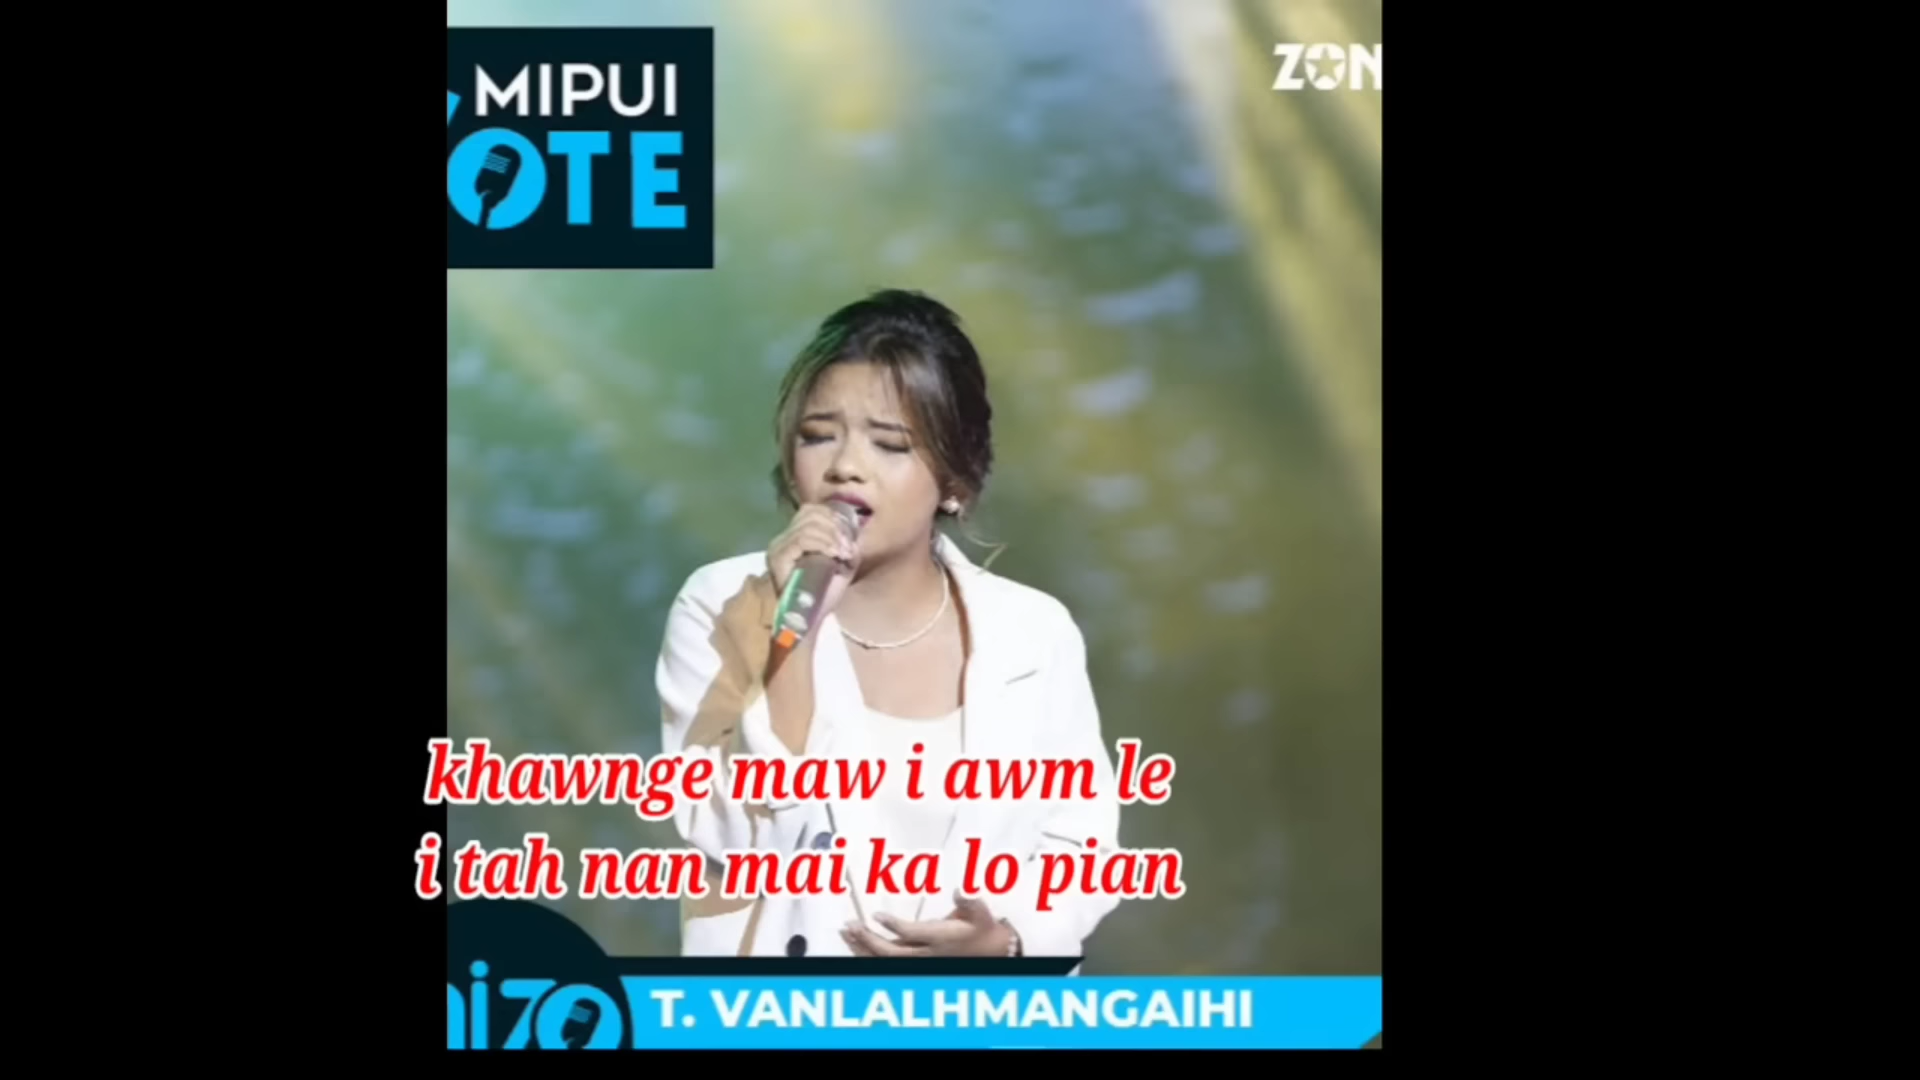 MIPUI
OTE
ZON
khawnge maw i awm le
i tah nan mai ka lo pian
T. VANLALHMANGAIHI